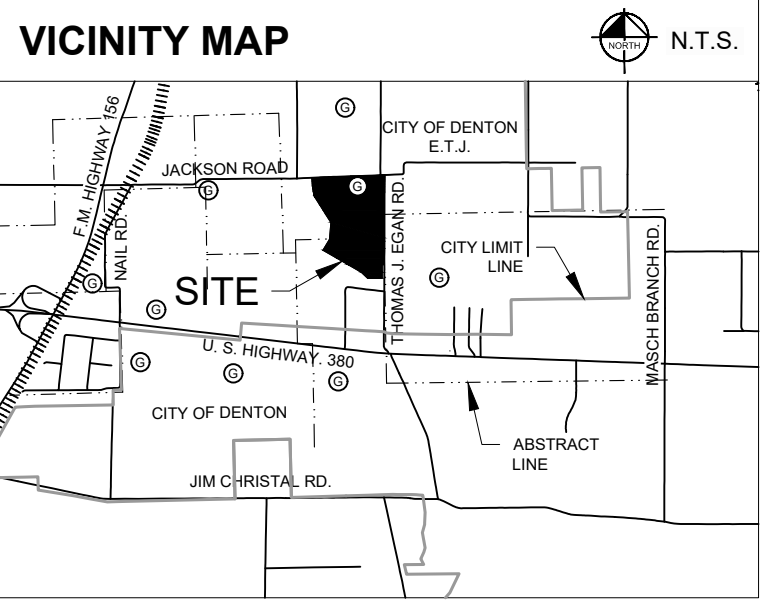 VICINITY MAP
NORTH
N.T.S.
F.M. HIGHWAY 156
G
CITY OF DENTON
E.T.J.
JACKSON ROAD
G
G
NAIL RD.
THOMAS J. EGAN RD.
CITY LIMIT
LINE
MASCH BRANCH RD.
SITE
G
G
G
U. S. HIGHWAY. 380
G
G
G
CITY OF DENTON
ABSTRACT
LINE
JIM CHRISTAL RD.